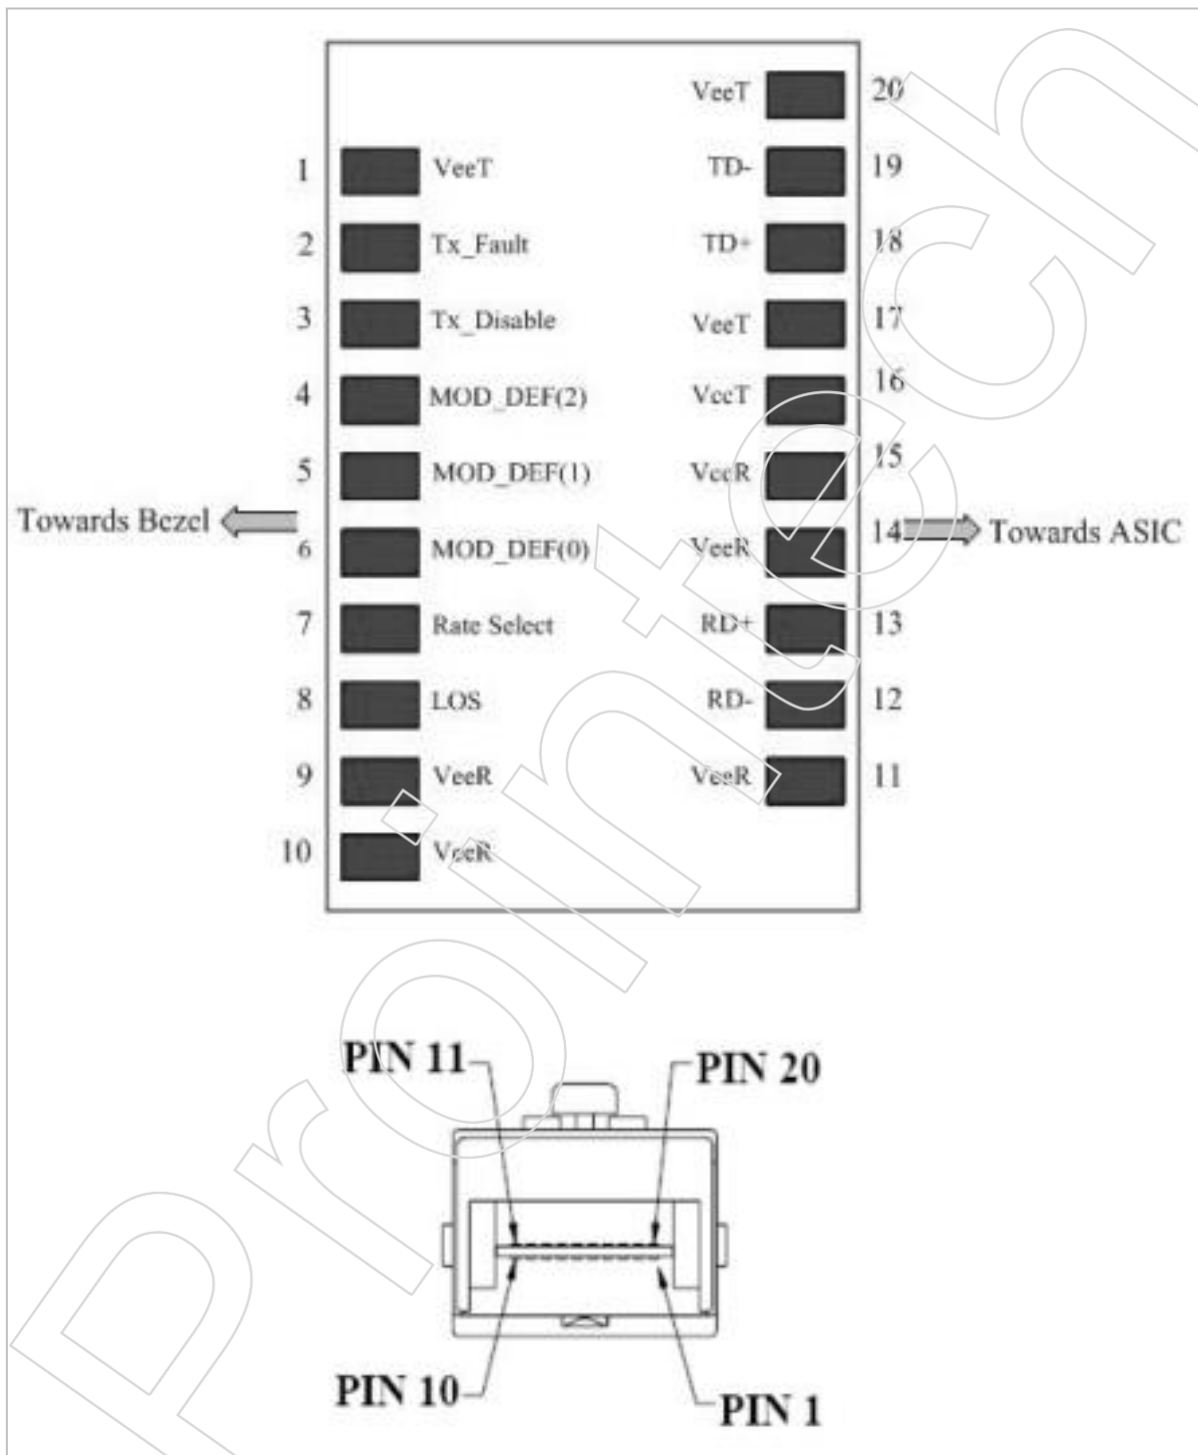 VeeT 20
1 VeeT TD- 19
2 Tx_Fault TD+ 18
3 Tx_Disable VeeT 17
4 MOD_DEF(2) VccT 16
5 MOD_DEF(1) VccR 15
Towards Bezel
6 MOD_DEF(0) VeeR 14
Towards ASIC
7 Rate Select RD+ 13
8 LOS RD- 12
9 VeeR VeeR 11
10 VeeR
PIN 11 PIN 20
PIN 10 PIN 1
Prointech